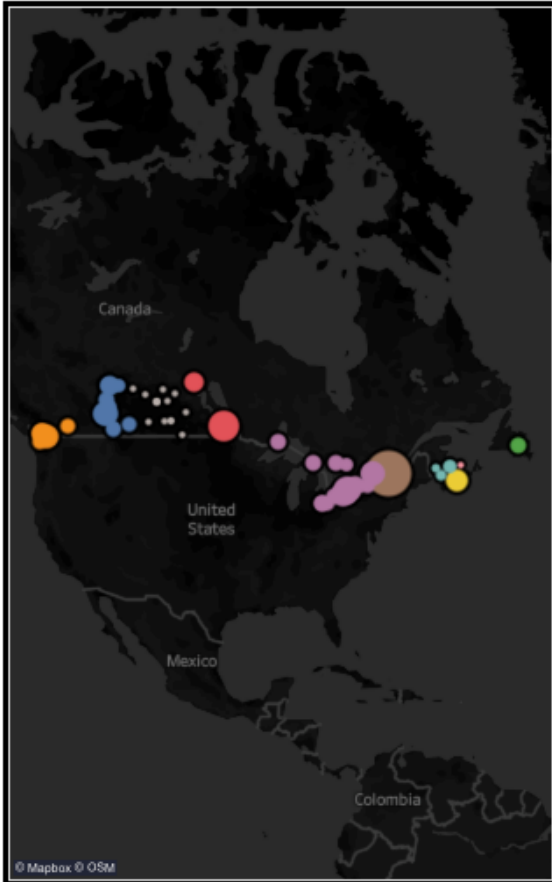 Canada
United
States
Mexico
Colombia
© Mapbox © OSM